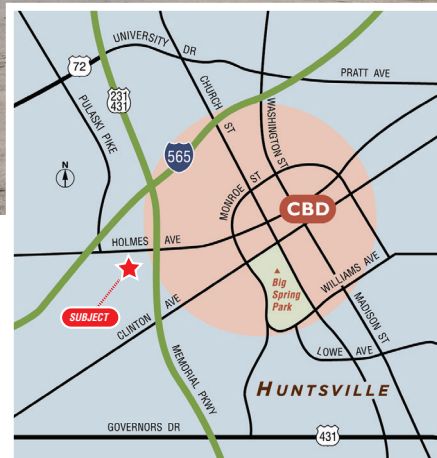 UNIVERSITY DR
72
PRATT AVE
231
431
CHURCH ST
WASHINGTON ST
PULASKI PIKE
565
N
MONROE ST
CBD
HOLMES AVE
WILLIAMS AVE
Big
Spring
Park
SUBJECT
CLINTON AVE
MADISON ST
LOWE AVE
MEMORIAL PKWY
HUNTSVILLE
GOVERNORS DR
431